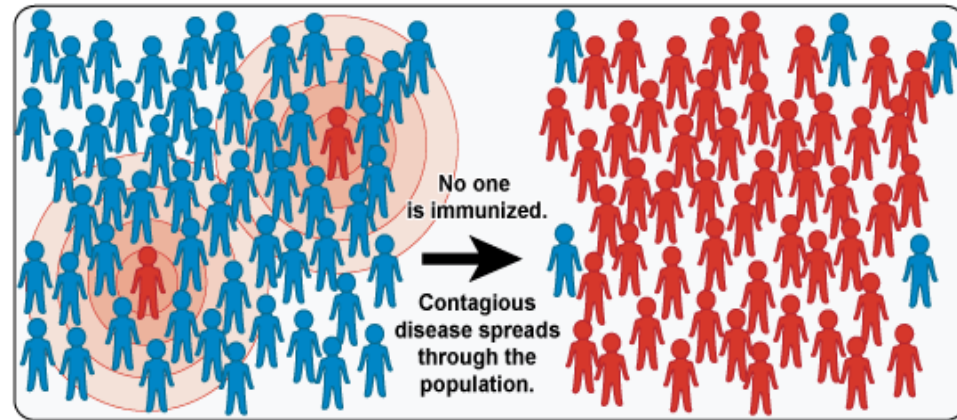 No one
is immunized.
Contagious
disease spreads
through the
population.